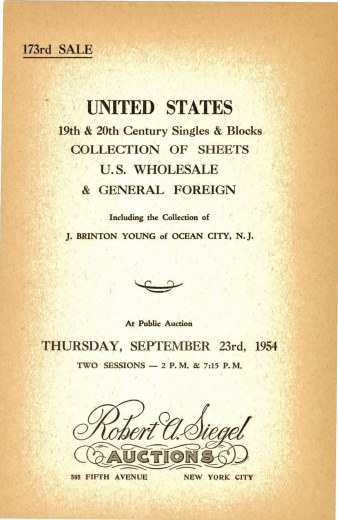 173rd SALE
UNITED STATES
19th & 20th Century Singles & Blocks
COLLECTION OF SHEETS
U.S. WHOLESALE
& GENERAL FOREIGN
Including the Collection of
J. BRINTON YOUNG of OCEAN CITY, N. J.
At Public Auction
THURSDAY, SEPTEMBER 23rd, 1954
TWO SESSIONS — 2 P. M. & 7:15 P. M.
Robert A. Siegel
AUCTIONS
505 FIFTH AVENUE NEW YORK CITY